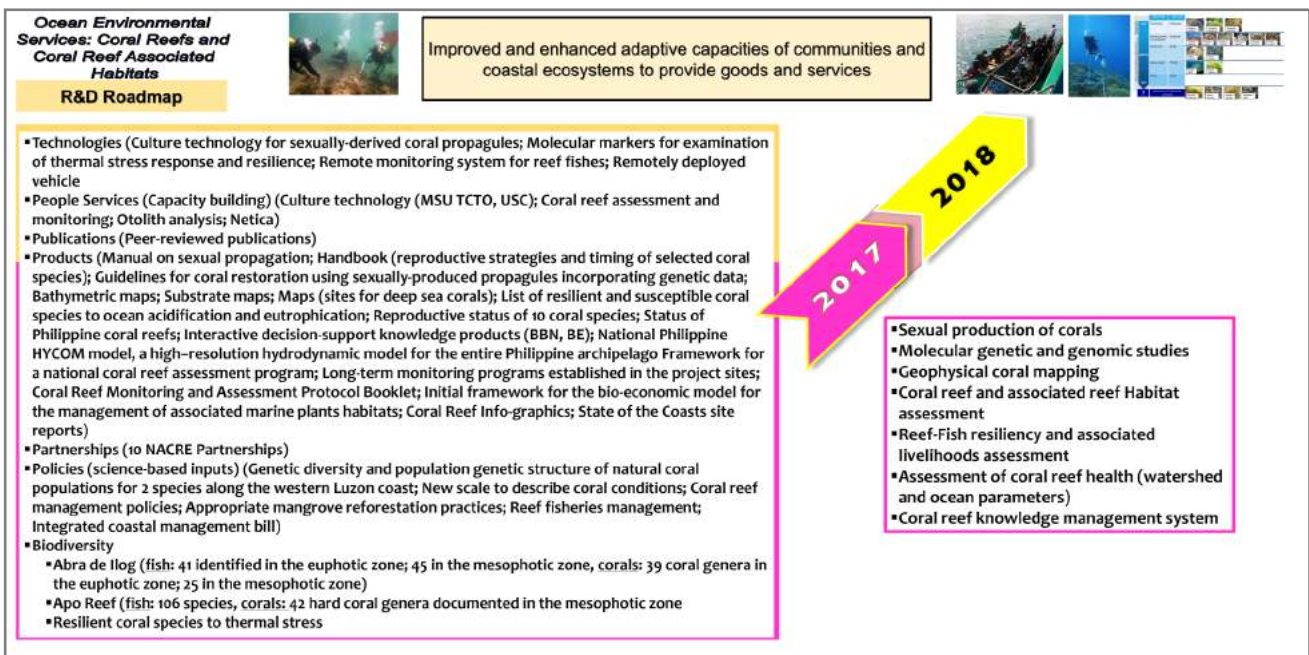 Ocean Environmental
Services: Coral Reefs and
Coral Reef Associated
Habitats
R&D Roadmap
Improved and enhanced adaptive capacities of communities and
coastal ecosystems to provide goods and services
▪Technologies (Culture technology for sexually-derived coral propagules; Molecular markers for examination
of thermal stress response and resilience; Remote monitoring system for reef fishes; Remotely deployed
vehicle
▪People Services (Capacity building) (Culture technology (MSU TCTO, USC); Coral reef assessment and
monitoring; Otolith analysis; Netica)
▪Publications (Peer-reviewed publications)
▪Products (Manual on sexual propagation; Handbook (reproductive strategies and timing of selected coral
species); Guidelines for coral restoration using sexually-produced propagules incorporating genetic data;
Bathymetric maps; Substrate maps; Maps (sites for deep sea corals); List of resilient and susceptible coral
species to ocean acidification and eutrophication; Reproductive status of 10 coral species; Status of
Philippine coral reefs; Interactive decision-support knowledge products (BBN, BE); National Philippine
HYCOM model, a high–resolution hydrodynamic model for the entire Philippine archipelago Framework for
a national coral reef assessment program; Long-term monitoring programs established in the project sites;
Coral Reef Monitoring and Assessment Protocol Booklet; Initial framework for the bio-economic model for
the management of associated marine plants habitats; Coral Reef Info-graphics; State of the Coasts site
reports)
▪Partnerships (10 NACRE Partnerships)
▪Policies (science-based inputs) (Genetic diversity and population genetic structure of natural coral
populations for 2 species along the western Luzon coast; New scale to describe coral conditions; Coral reef
management policies; Appropriate mangrove reforestation practices; Reef fisheries management;
Integrated coastal management bill)
▪Biodiversity
▪Abra de Ilog (fish: 41 identified in the euphotic zone; 45 in the mesophotic zone, corals: 39 coral genera in
the euphotic zone; 25 in the mesophotic zone)
▪Apo Reef (fish: 106 species, corals: 42 hard coral genera documented in the mesophotic zone
▪Resilient coral species to thermal stress
2017
2018
▪Sexual production of corals
▪Molecular genetic and genomic studies
▪Geophysical coral mapping
▪Coral reef and associated reef Habitat
assessment
▪Reef-Fish resiliency and associated
livelihoods assessment
▪Assessment of coral reef health (watershed
and ocean parameters)
▪Coral reef knowledge management system